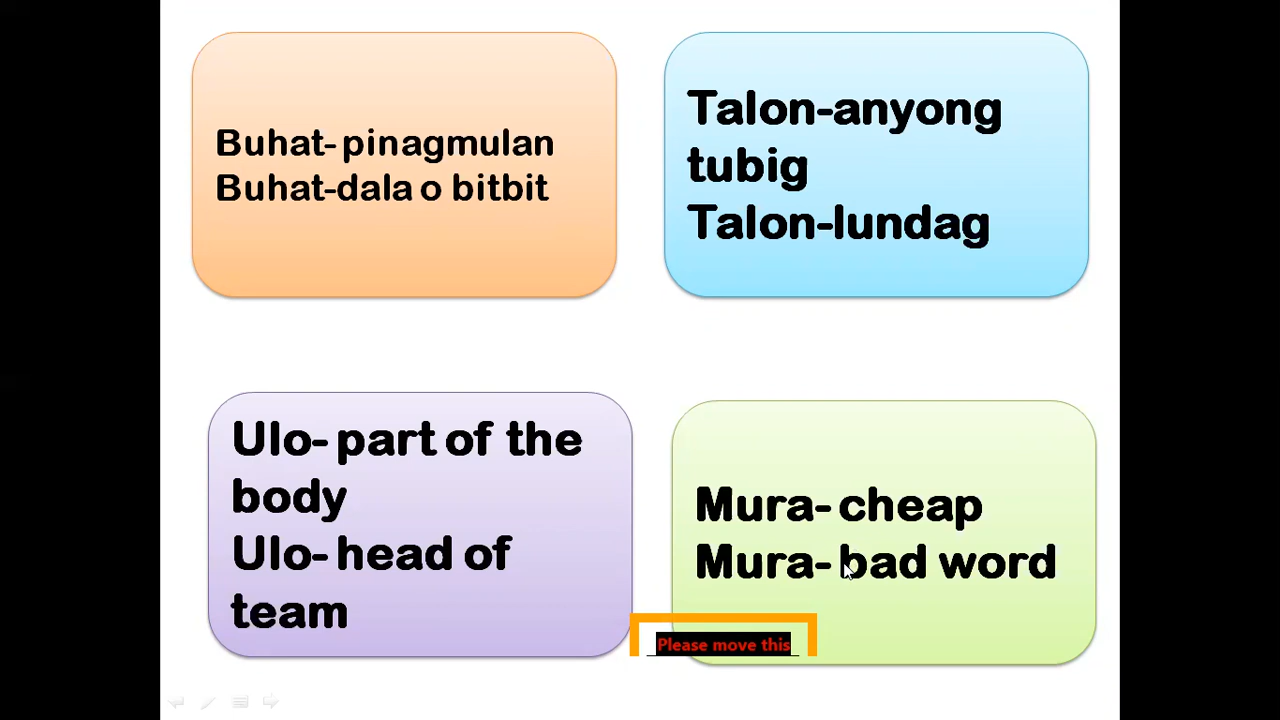 Buhat- pinagmulan
Buhat-dala o bitbit
Talon-anyong
tubig
Talon-lundag
Ulo- part of the
body
Ulo- head of
team
Mura- cheap
Mura- bad word
Please move this